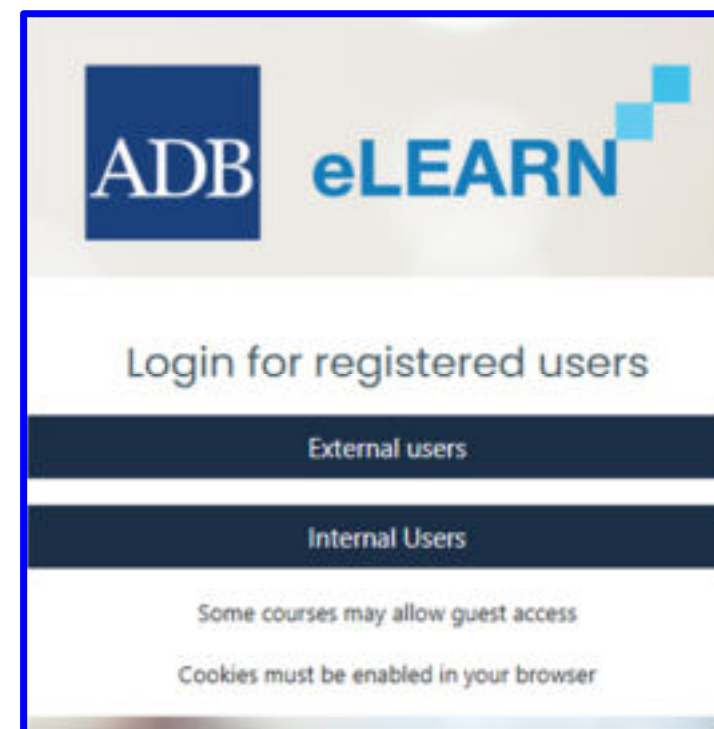 ADB eLEARN
Login for registered users
External users
Internal Users
Some courses may allow guest access
Cookies must be enabled in your browser